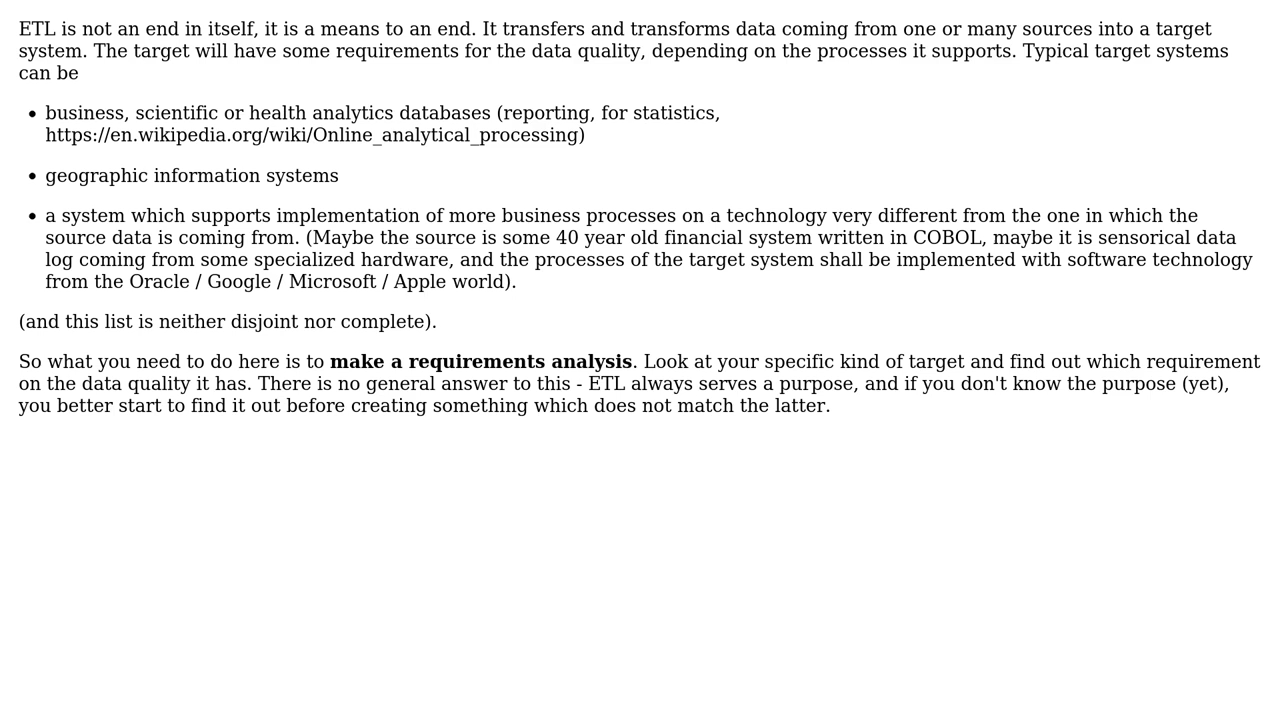 ETL is not an end in itself, it is a means to an end. It transfers and transforms data coming from one or many sources into a target
system. The target will have some requirements for the data quality, depending on the processes it supports. Typical target systems
can be
• business, scientific or health analytics databases (reporting, for statistics,
https://en.wikipedia.org/wiki/Online_analytical_processing)
• geographic information systems
• a system which supports implementation of more business processes on a technology very different from the one in which the
source data is coming from. (Maybe the source is some 40 year old financial system written in COBOL, maybe it is sensorical data
log coming from some specialized hardware, and the processes of the target system shall be implemented with software technology
from the Oracle / Google / Microsoft / Apple world).
(and this list is neither disjoint nor complete).
So what you need to do here is to make a requirements analysis. Look at your specific kind of target and find out which requirement
on the data quality it has. There is no general answer to this - ETL always serves a purpose, and if you don't know the purpose (yet),
you better start to find it out before creating something which does not match the latter.